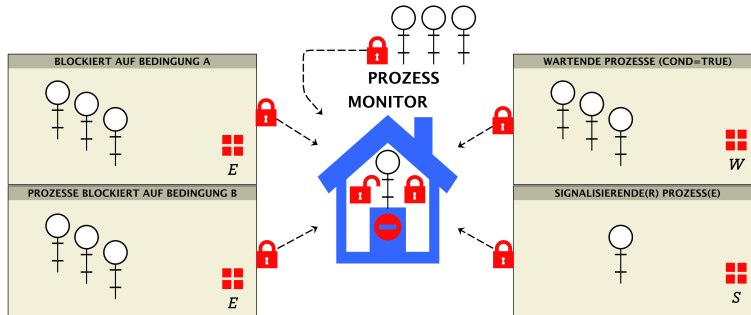 PROZESS
MONITOR
BLOCKIERT AUF BEDINGUNG A
E
PROZESSE BLOCKIERT AUF BEDINGUNG B
E
WARTENDE PROZESSE (COND=TRUE)
W
SIGNALISIERENDE(R) PROZESS(E)
S